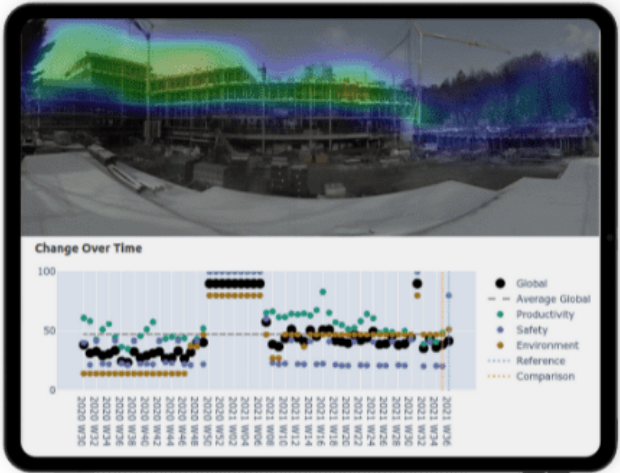 Change Over Time
100
50
0
Global
Average Global
Productivity
Safety
Environment
Reference
Comparison
2020 W30
2020 W32
2020 W34
2020 W36
2020 W38
2020 W40
2020 W42
2020 W44
2020 W46
2020 W48
2020 W50
2020 W52
2021 W02
2021 W04
2021 W06
2021 W08
2021 W10
2021 W12
2021 W14
2021 W16
2021 W18
2021 W20
2021 W22
2021 W24
2021 W26
2021 W28
2021 W30
2021 W32
2021 W34
2021 W36